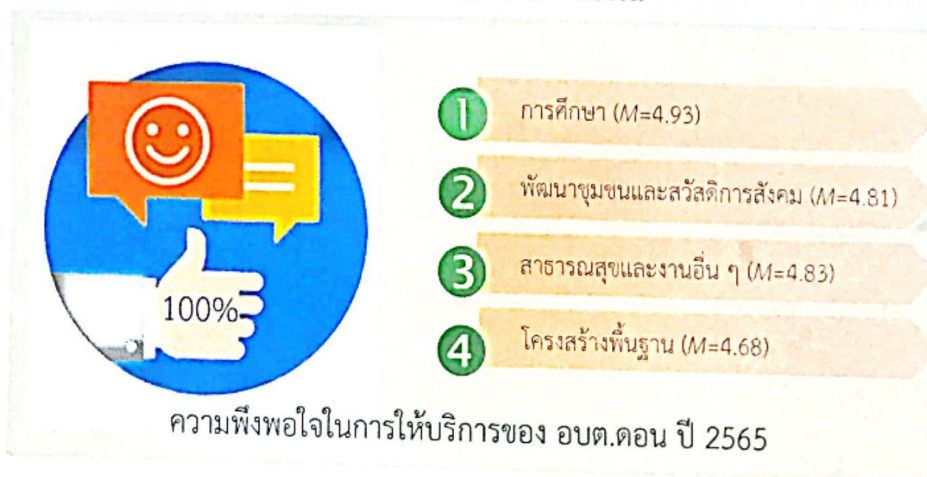 1 การศึกษา (M=4.93)
2 พัฒนาชุมชนและสวัสดิการสังคม (M=4.81)
3 สาธารณสุขและงานอื่น ๆ (M=4.83)
4 โครงสร้างพื้นฐาน (M=4.68)
100%
ความพึงพอใจในการให้บริการของ อบต.ดอน ปี 2565